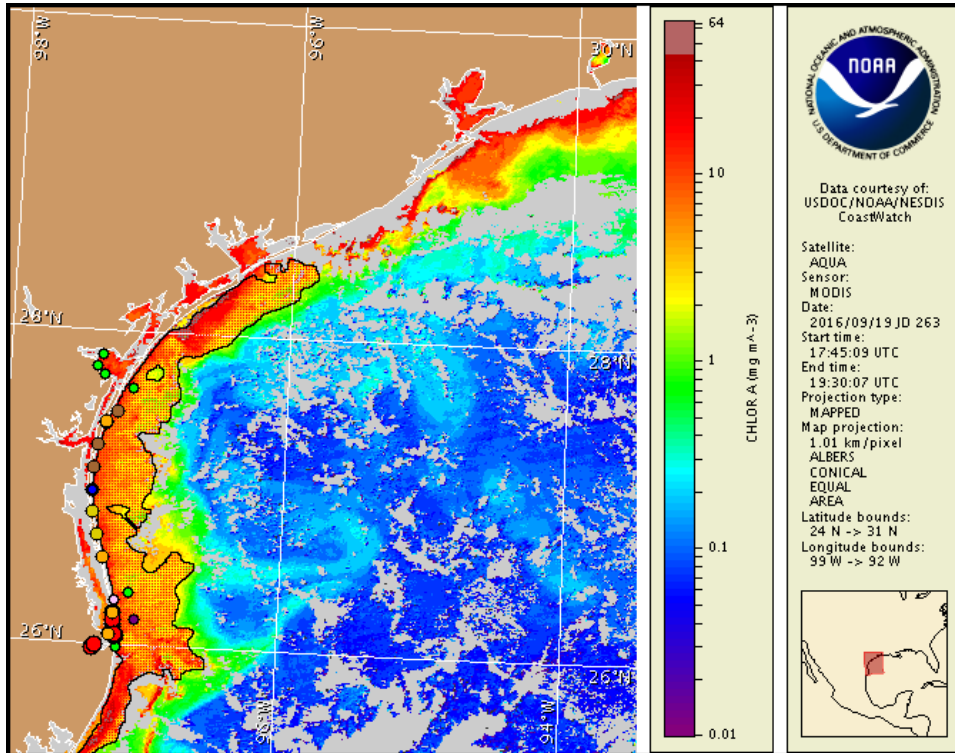 98°W
96°W
30°N
28°N
28°N
26°N
26°N
96°W
94°W
64
10
1
0.1
0.01
CHLOR A (mg m^-3)
NATIONAL OCEANIC AND ATMOSPHERIC ADMINISTRATION
NOAA
U.S. DEPARTMENT OF COMMERCE
Data courtesy of:
USDOC/NOAA/NESDIS
CoastWatch
Satellite:
AQUA
Sensor:
MODIS
Date:
2016/09/19 JD 263
Start time:
17:45:09 UTC
End time:
19:30:07 UTC
Projection type:
MAPPED
Map projection:
1.01 km/pixel
ALBERS
CONICAL
EQUAL
AREA
Latitude bounds:
24 N -> 31 N
Longitude bounds:
99 W -> 92 W